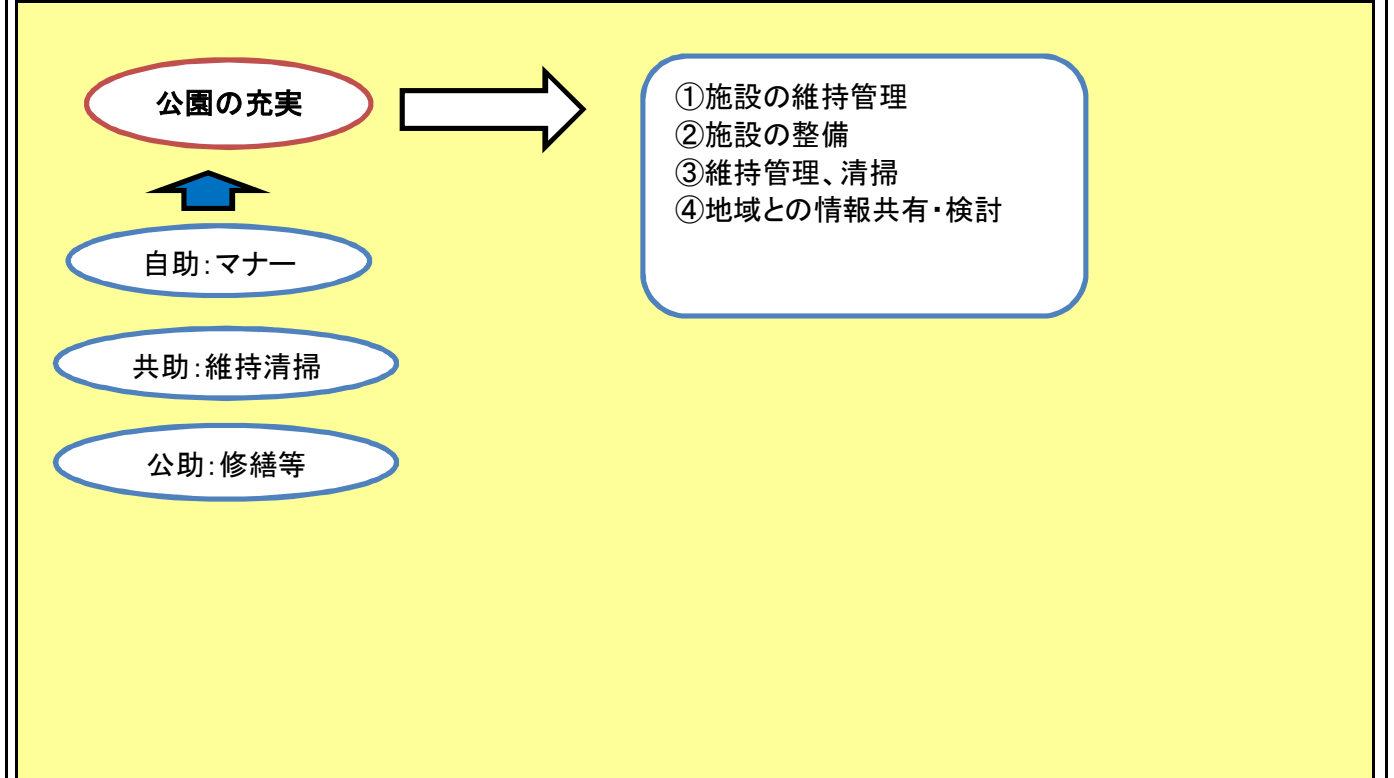 公園の充実
自助：マナー
共助：維持清掃
公助：修繕等
①施設の維持管理
②施設の整備
③維持管理、清掃
④地域との情報共有・検討